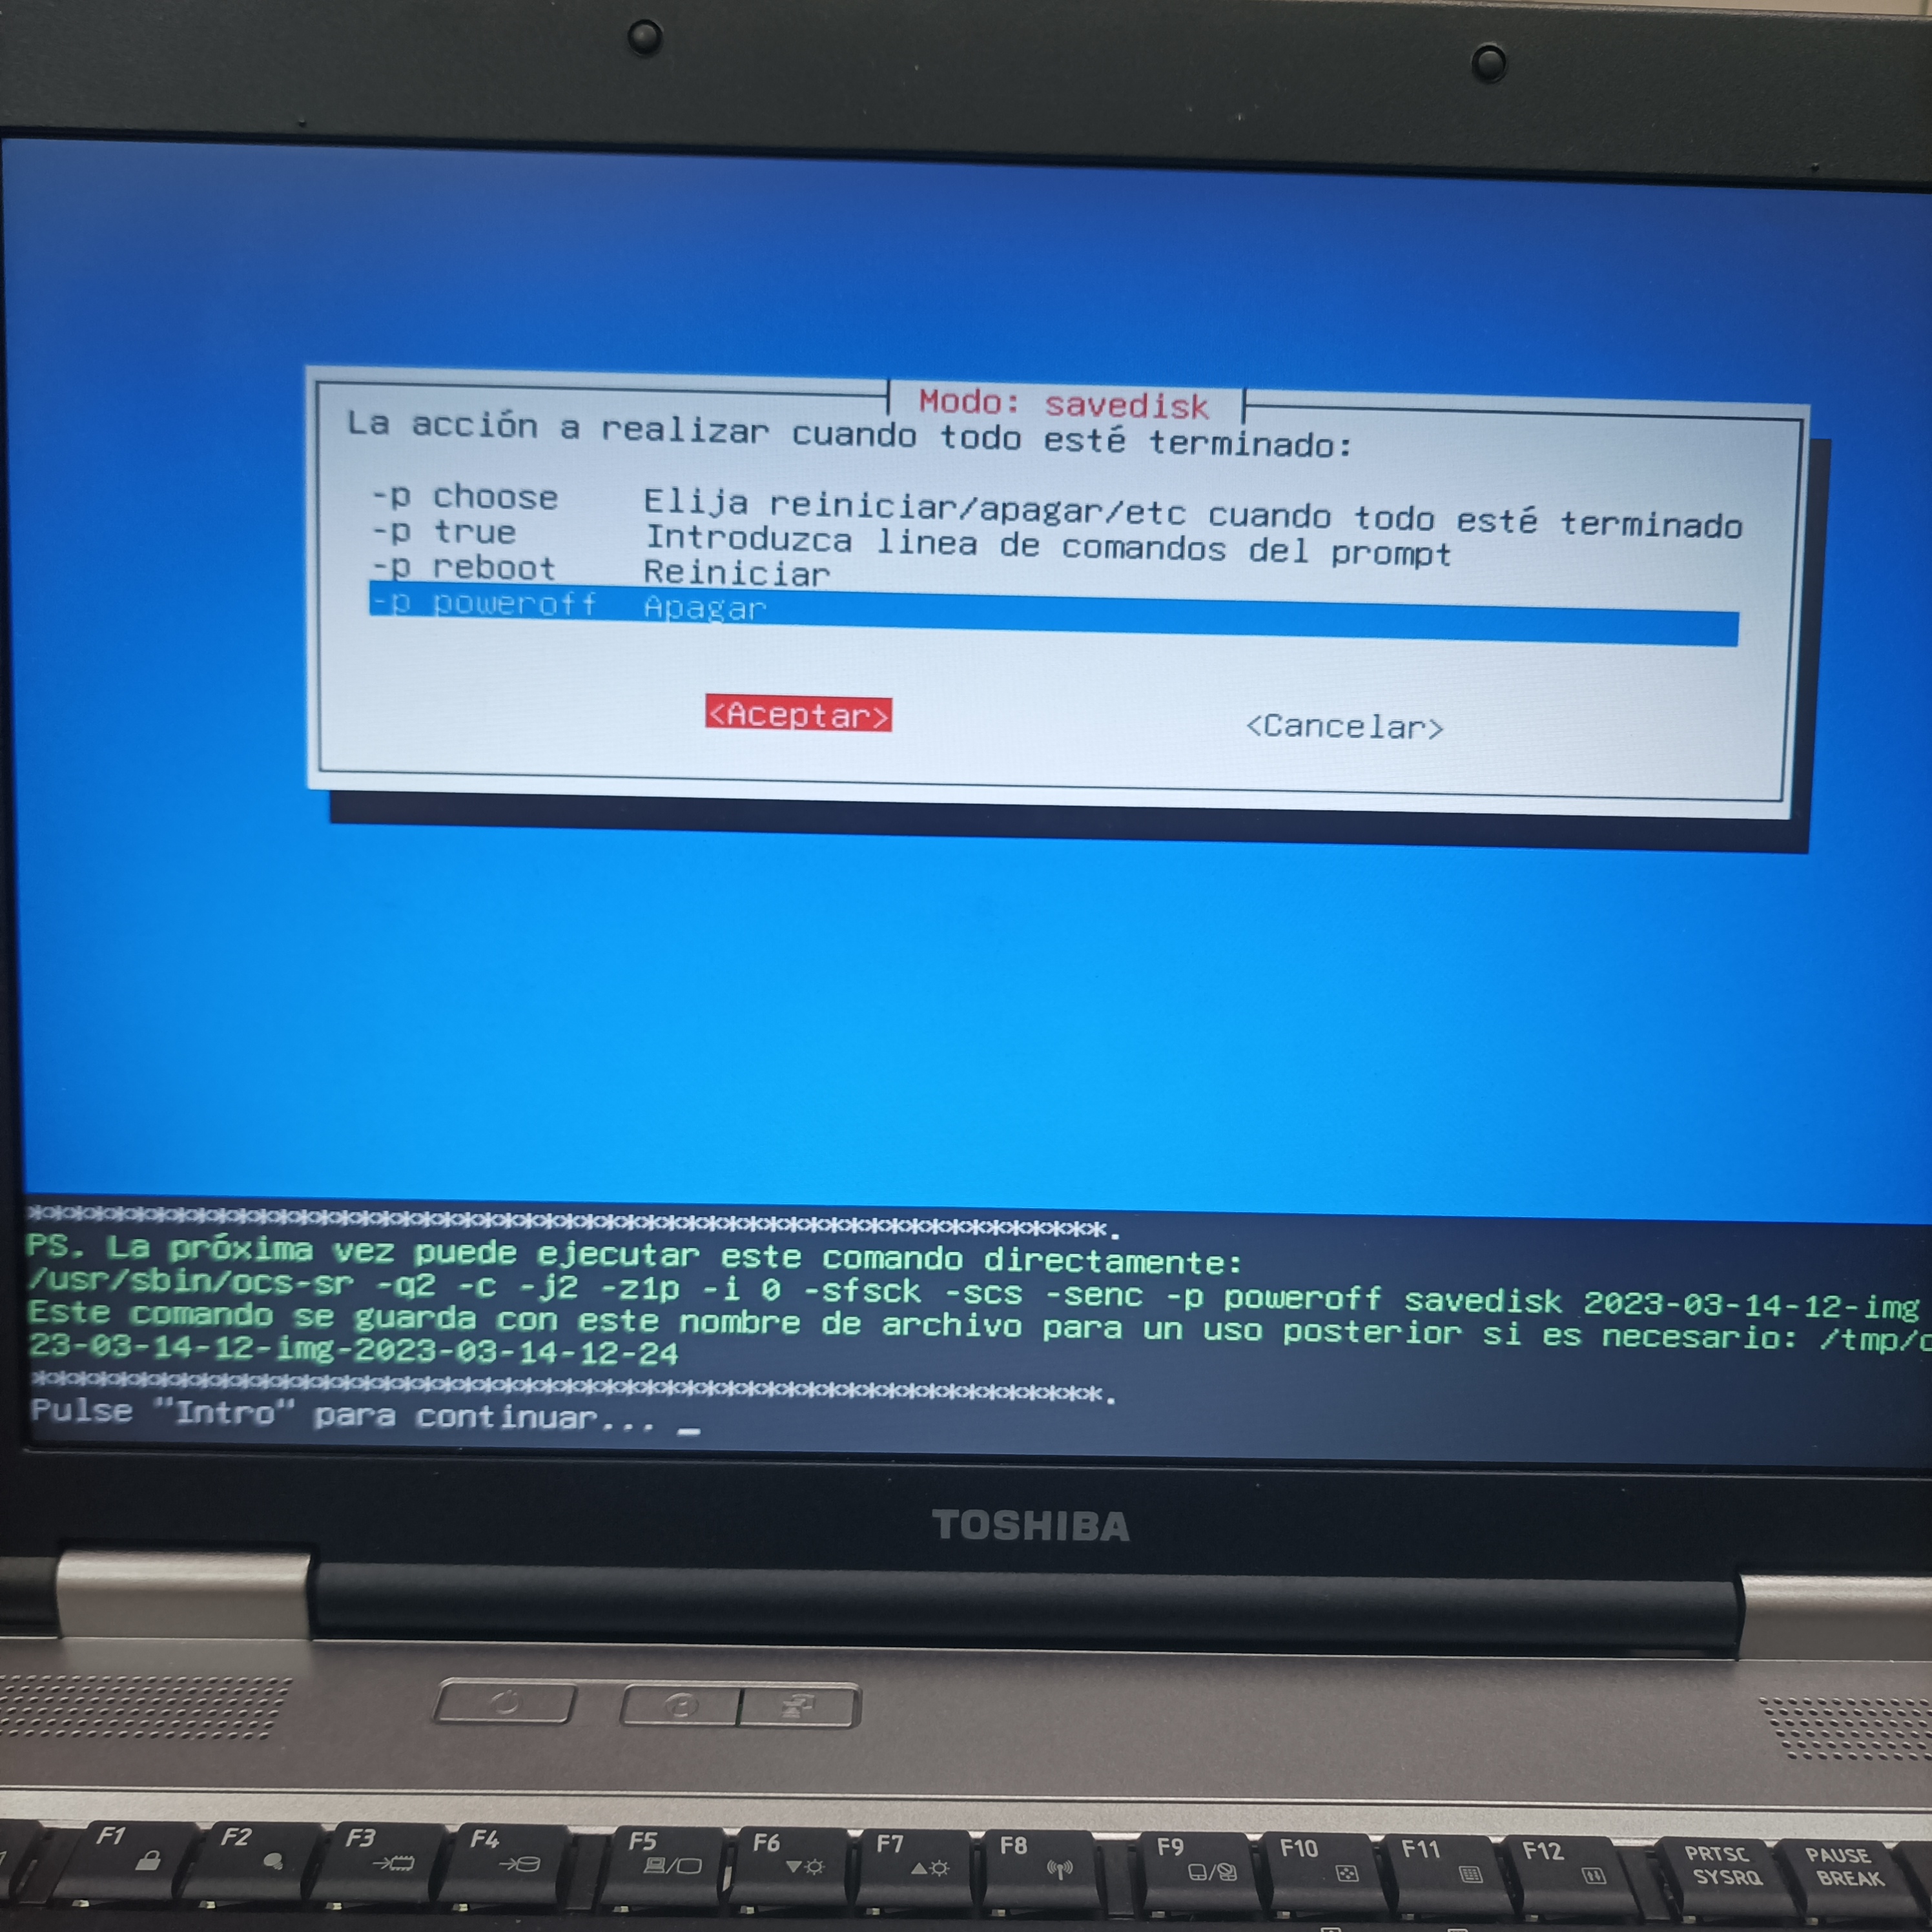 Modo: savedisk
La acción a realizar cuando todo esté terminado:
-p choose Elija reiniciar/apagar/etc cuando todo esté terminado
-p true Introduzca linea de comandos del prompt
-p reboot Reiniciar
-p poweroff Apagar
<Aceptar> <Cancelar>
*****************************************************************.
PS. La próxima vez puede ejecutar este comando directamente:
/usr/sbin/ocs-sr -q2 -c -j2 -z1p -i 0 -sfsck -scs -senc -p poweroff savedisk 2023-03-14-12-img
Este comando se guarda con este nombre de archivo para un uso posterior si es necesario: /tmp/
23-03-14-12-img-2023-03-14-12-24
*****************************************************************.
Pulse "Intro" para continuar... _
TOSHIBA
F1 F2 F3 F4 F5 F6 F7 F8 F9 F10 F11 F12 PRTSC PAUSE
SYSRQ BREAK